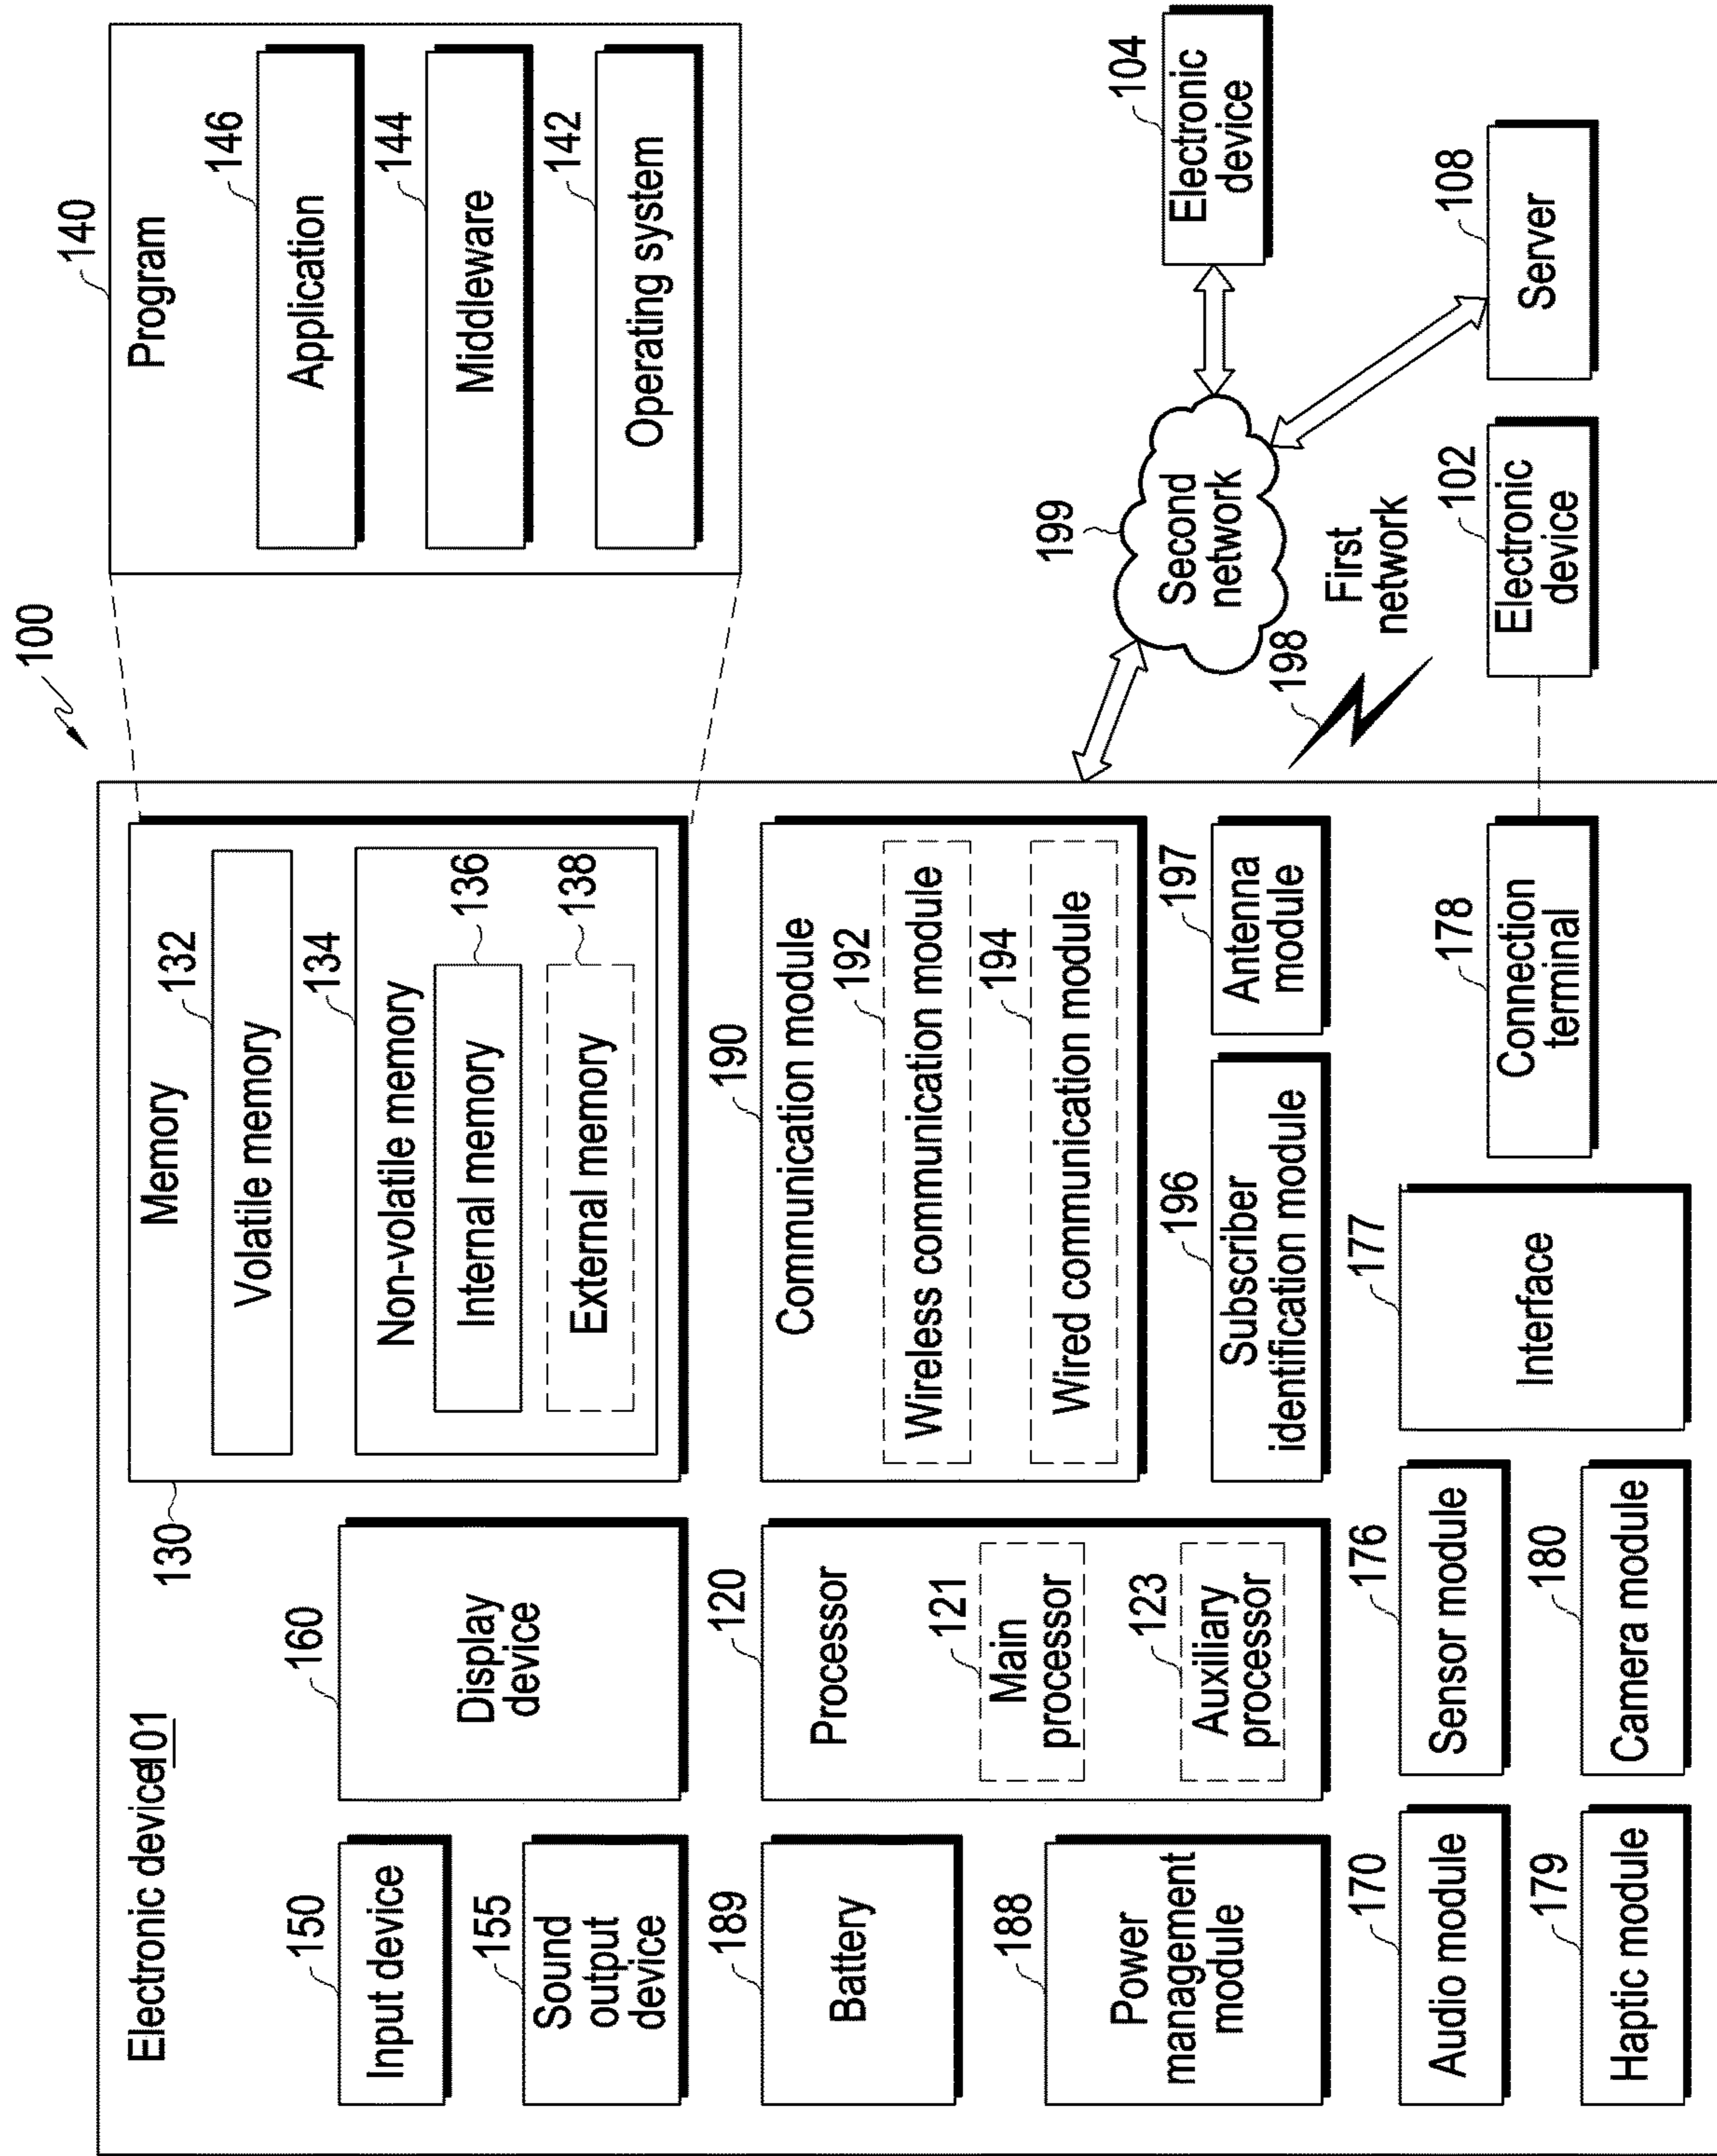 100
Electronic device101
150
Input device
155
Sound
output
device
160
Display
device
130
Memory
132
Volatile memory
134
Non-volatile memory
136
Internal memory
138
External memory
140
Program
146
Application
144
Middleware
142
Operating system
189
Battery
188
Power
management
module
120
Processor
121
Main
processor
123
Auxiliary
processor
190
Communication module
192
Wireless communication module
194
Wired communication module
196
Subscriber
identification module
197
Antenna
module
199
Second
network
104
Electronic
device
198
First
network
108
Server
102
Electronic
device
170
Audio module
176
Sensor module
177
Interface
178
Connection
terminal
179
Haptic module
180
Camera module